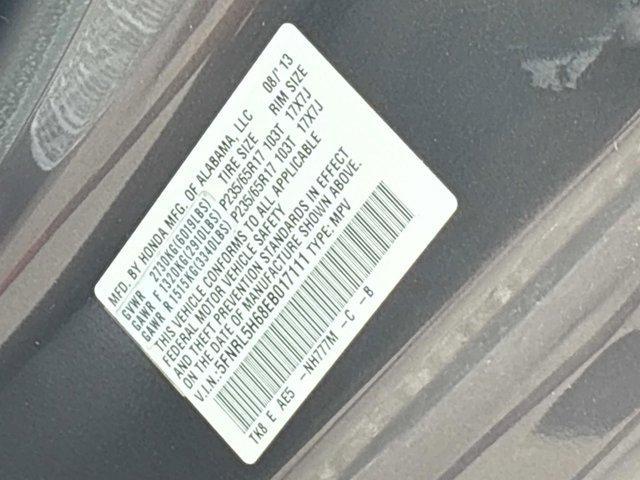 MFD. BY HONDA MFG. OF ALABAMA, LLC 08/'13
TIRE SIZE RIM SIZE
GVWR 2730KG(6019LBS)
GAWR F 1320KG(2910LBS) P235/65R17 103T 17X7J
GAWR R 1515KG(3340LBS) P235/65R17 103T 17X7J
THIS VEHICLE CONFORMS TO ALL APPLICABLE
FEDERAL MOTOR VEHICLE SAFETY
AND THEFT PREVENTION STANDARDS IN EFFECT
ON THE DATE OF MANUFACTURE SHOWN ABOVE.
V.I.N.:5FNRL5H68EB017111 TYPE: MPV
TK8 E AE5 -NH777M -C -B